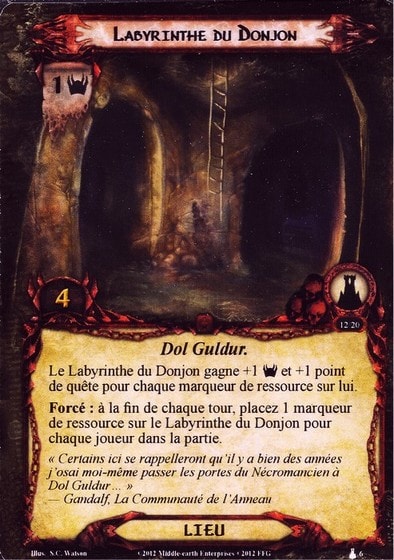 Labyrinthe du Donjon
1
4
12/20
Dol Guldur.
Le Labyrinthe du Donjon gagne +1 et +1 point
de quête pour chaque marqueur de ressource sur lui.
Forcé : à la fin de chaque tour, placez 1 marqueur
de ressource sur le Labyrinthe du Donjon pour
chaque joueur dans la partie.
« Certains ici se rappelleront qu'il y a bien des années
j'osai moi-même passer les portes du Nécromancien à
Dol Guldur… »
— Gandalf, La Communauté de l'Anneau
LIEU
Illus. N.C. Watson
©2012 Middle-earth Enterprises ©2012 FFG
6